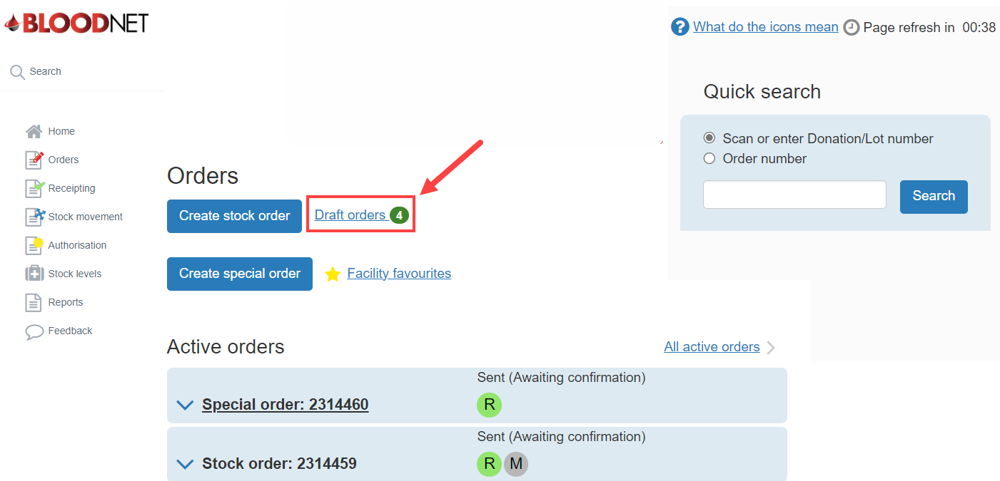 BLOODNET
Search
Home
Orders
Receipting
Stock movement
Authorisation
Stock levels
Reports
Feedback
? What do the icons mean Page refresh in 00:38
Quick search
Scan or enter Donation/Lot number
Order number
Search
Orders
Create stock order Draft orders 4
Create special order Facility favourites
Active orders All active orders
Sent (Awaiting confirmation)
Special order: 2314460 R
Sent (Awaiting confirmation)
Stock order: 2314459 R M